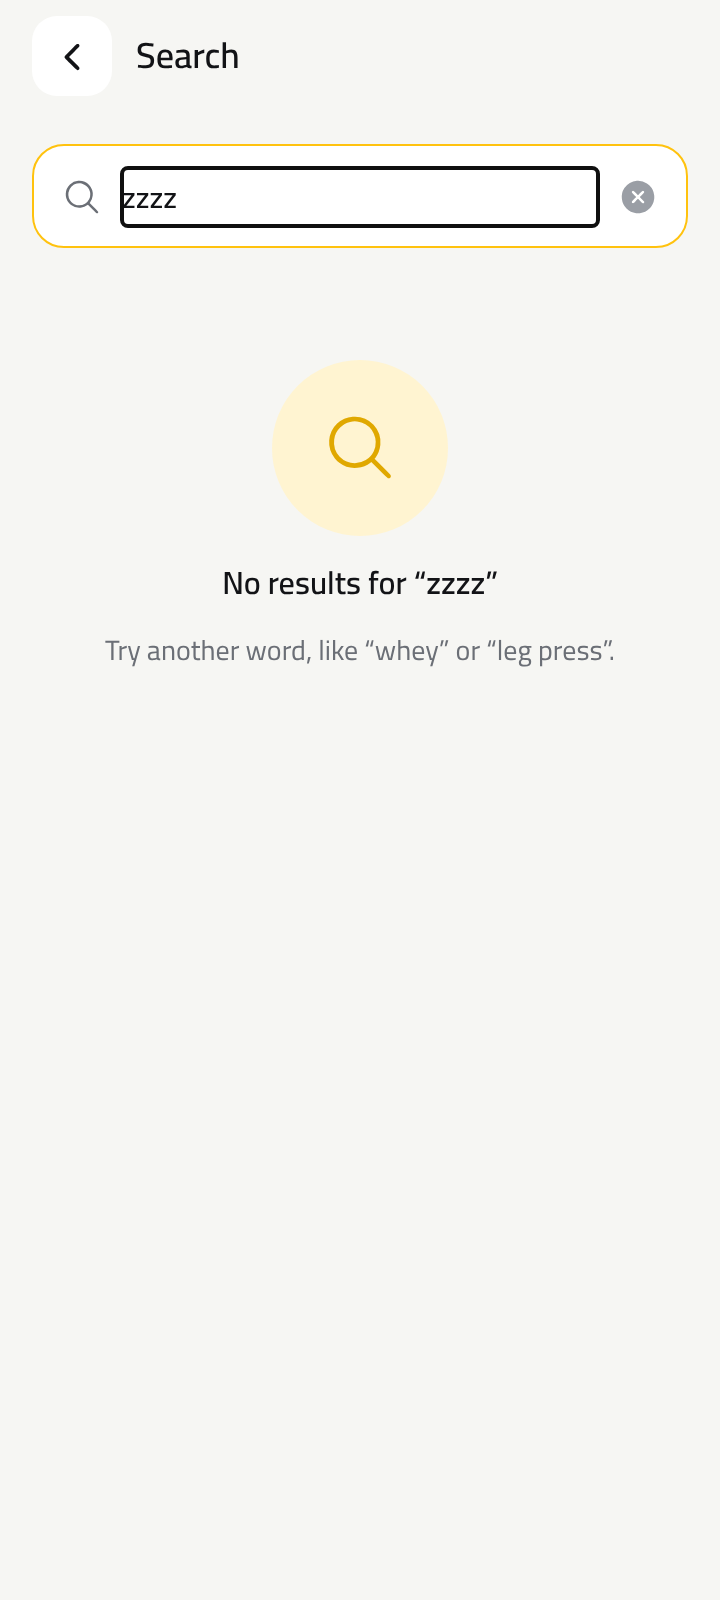 Search
zzzz
No results for “zzzz”
Try another word, like “whey” or “leg press”.